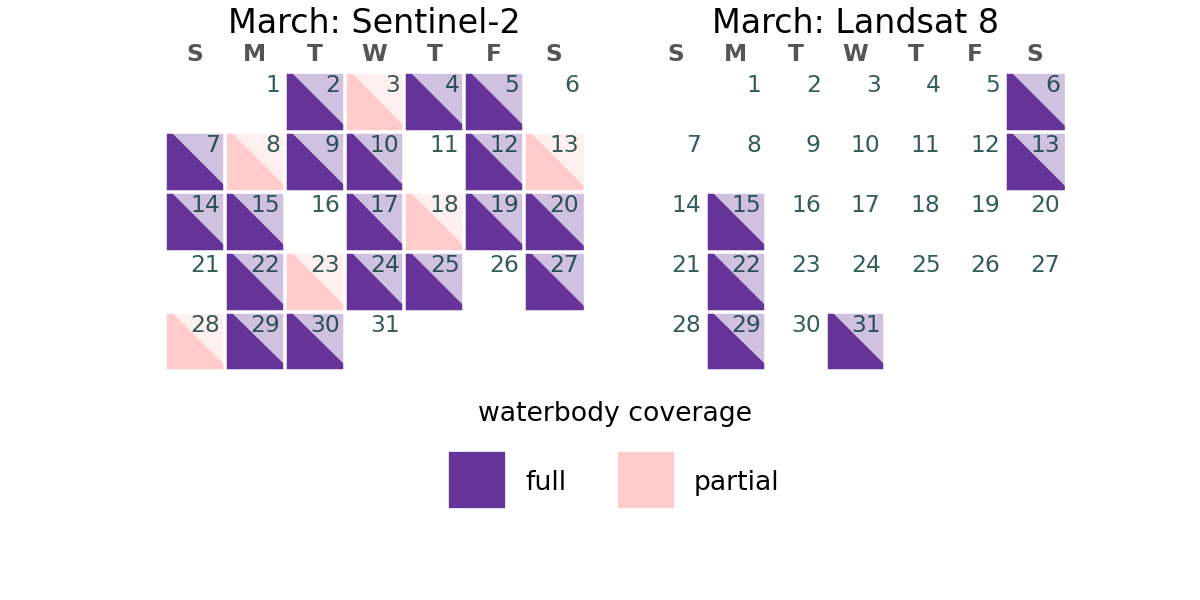 March: Sentinel-2
S M T W T F S
1 2 3 4 5 6
7 8 9 10 11 12 13
14 15 16 17 18 19 20
21 22 23 24 25 26 27
28 29 30 31
March: Landsat 8
S M T W T F S
1 2 3 4 5 6
7 8 9 10 11 12 13
14 15 16 17 18 19 20
21 22 23 24 25 26 27
28 29 30 31
waterbody coverage
full partial